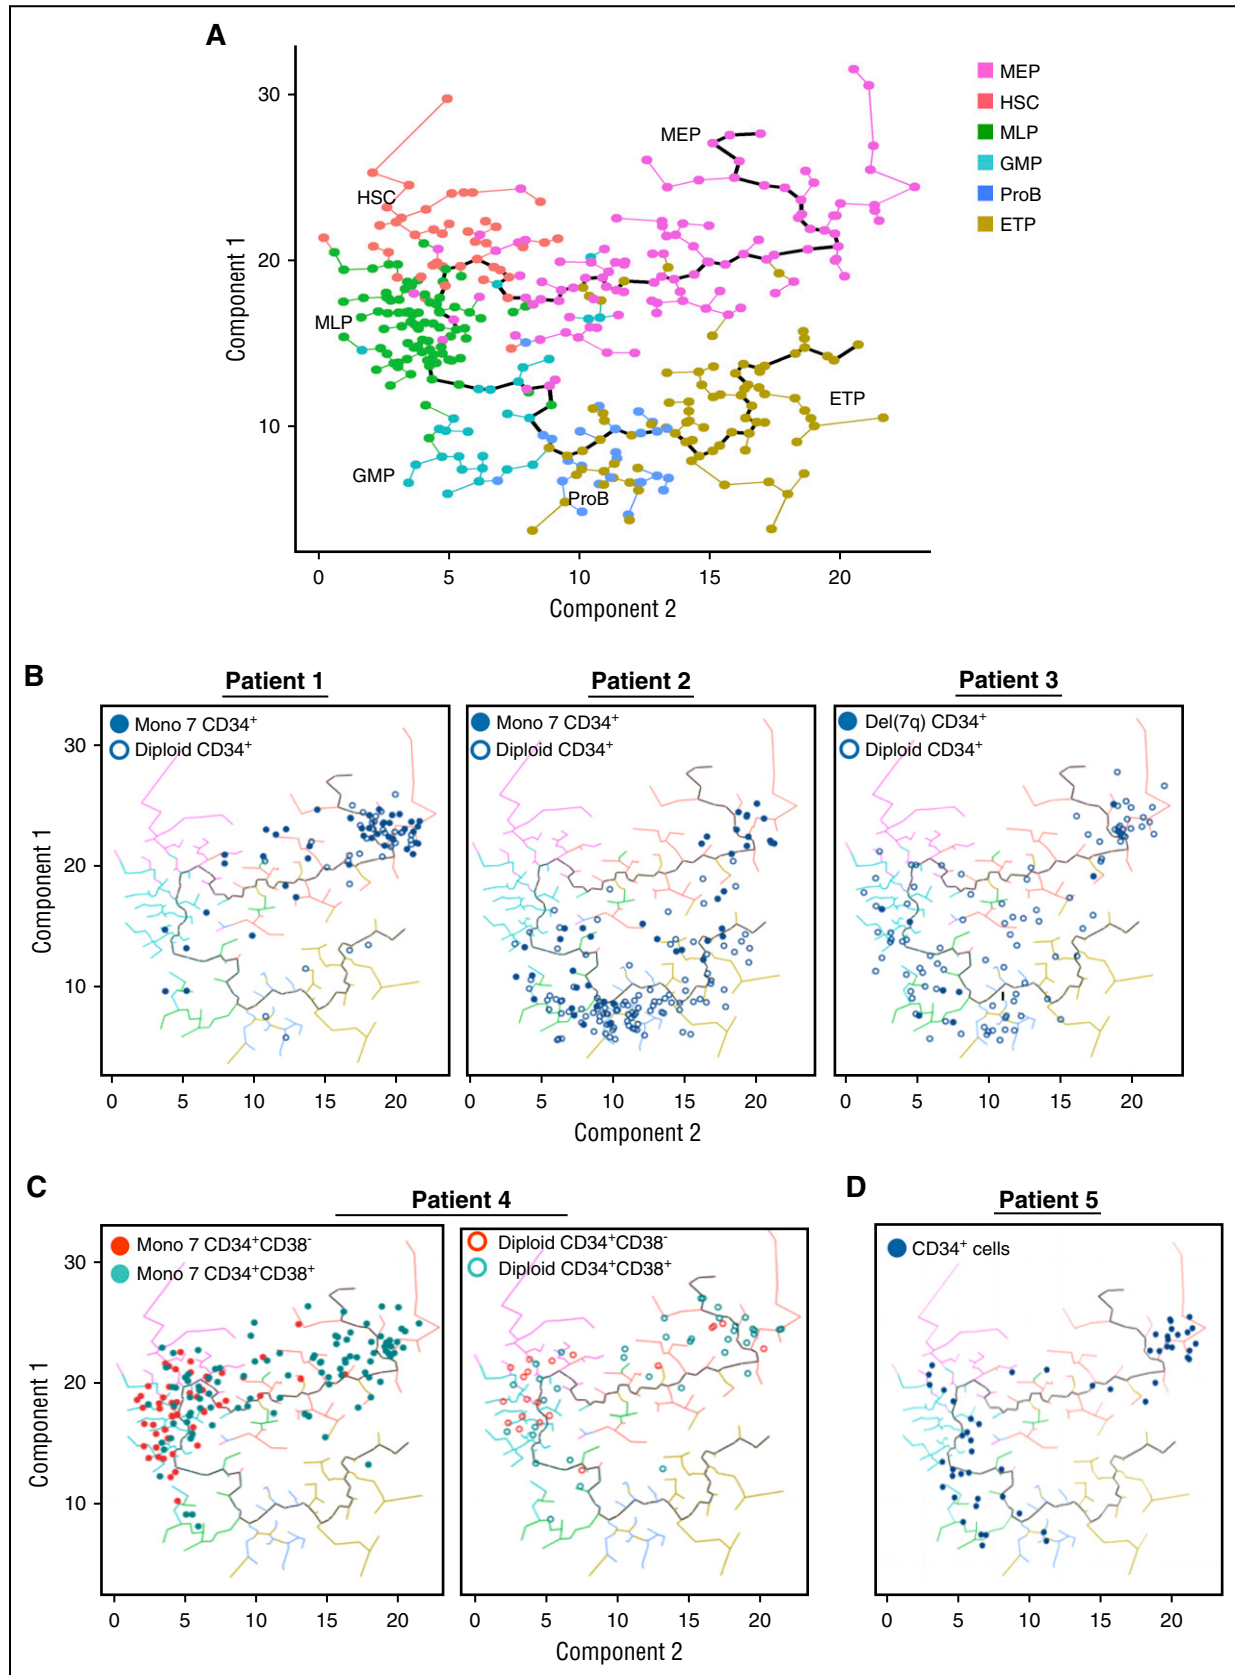 A
MEP
HSC
MLP
GMP
ProB
ETP
30
20
10
Component 1
MEP
HSC
MLP
GMP
ProB
ETP
0 5 10 15 20
Component 2
B
Patient 1 Patient 2 Patient 3
Mono 7 CD34+
Diploid CD34+
Mono 7 CD34+
Diploid CD34+
Del(7q) CD34+
Diploid CD34+
30
20
10
Component 1
0 5 10 15 20 0 5 10 15 20 0 5 10 15 20
Component 2
C
Patient 4
Mono 7 CD34+CD38-
Mono 7 CD34+CD38+
Diploid CD34+CD38-
Diploid CD34+CD38+
30
20
10
Component 1
0 5 10 15 20 0 5 10 15 20
Component 2
D
Patient 5
CD34+ cells
0 5 10 15 20